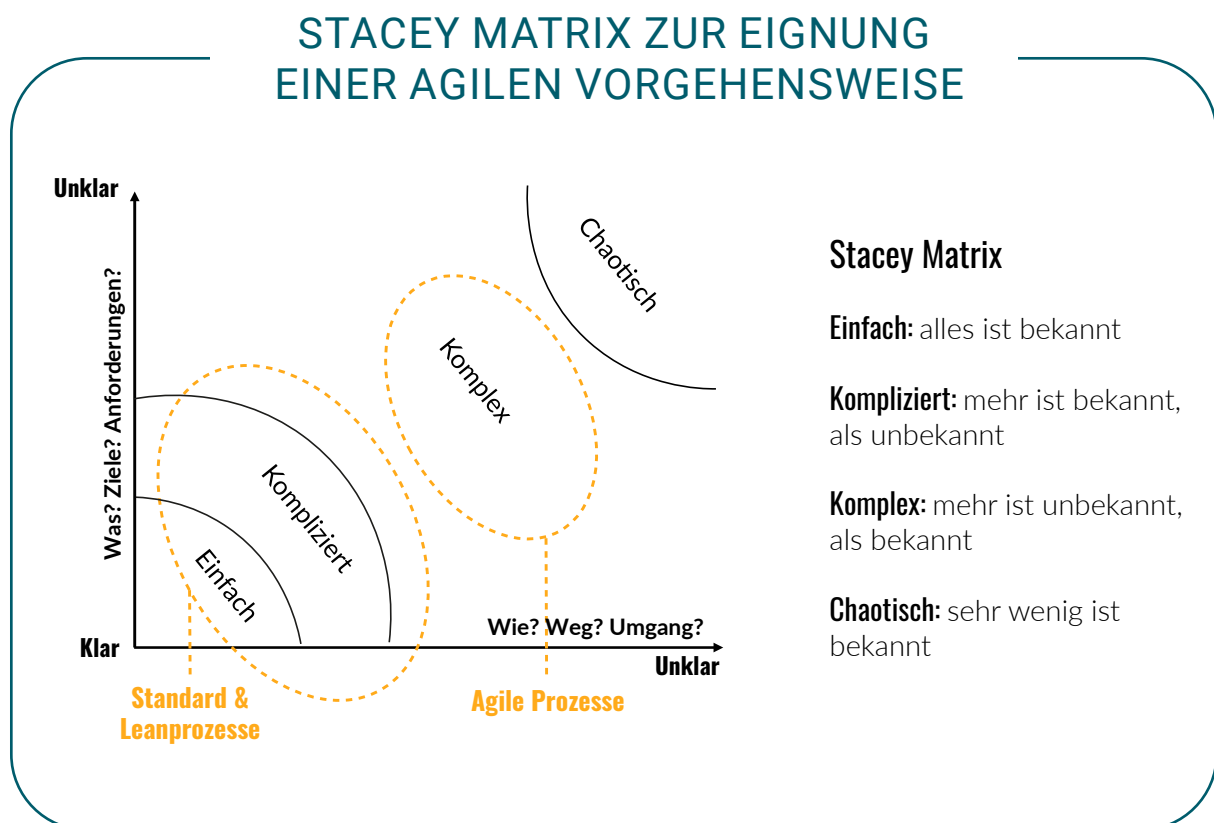 STACEY MATRIX ZUR EIGNUNG
EINER AGILEN VORGEHENSWEISE
Unklar
Was? Ziele? Anforderungen?
Klar
Einfach
Kompliziert
Komplex
Chaotisch
Wie? Weg? Umgang?
Unklar
Standard &
Leanprozesse
Agile Prozesse
Stacey Matrix
Einfach: alles ist bekannt
Kompliziert: mehr ist bekannt,
als unbekannt
Komplex: mehr ist unbekannt,
als bekannt
Chaotisch: sehr wenig ist
bekannt